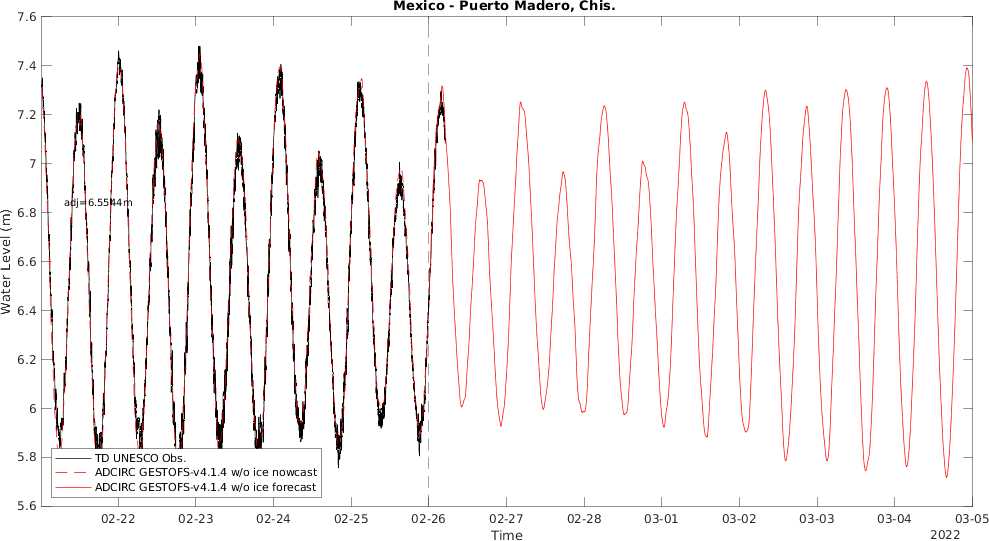 Mexico - Puerto Madero, Chis.
7.6
7.4
7.2
7
6.8
6.6
6.4
6.2
6
5.8
5.6
Water Level (m)
adj=6.5544m
TD UNESCO Obs.
ADCIRC GESTOFS-v4.1.4 w/o ice nowcast
ADCIRC GESTOFS-v4.1.4 w/o ice forecast
02-22 02-23 02-24 02-25 02-26 02-27 02-28 03-01 03-02 03-03 03-04 03-05
Time
2022